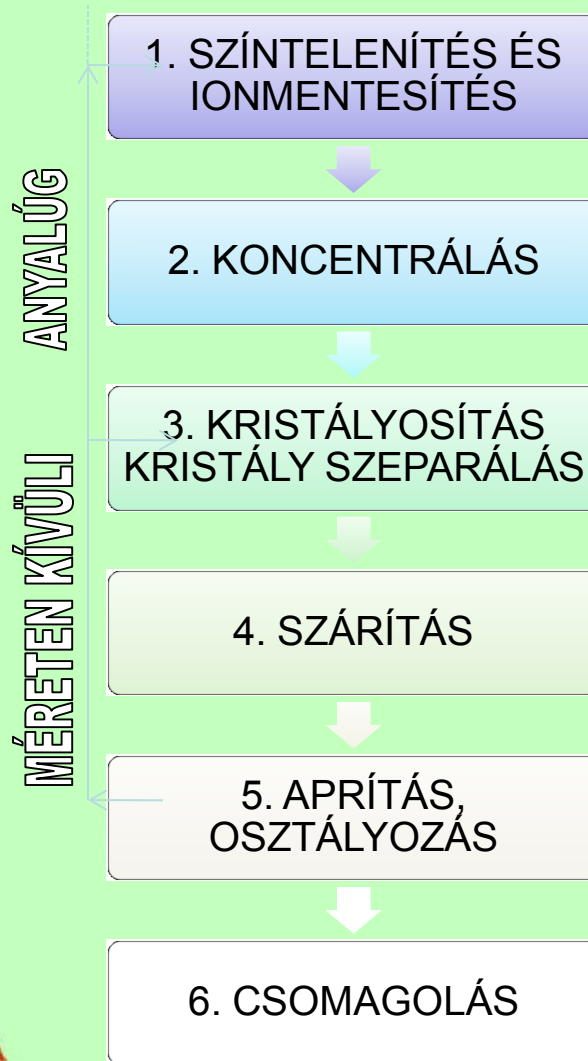 1. SZÍNTELENÍTÉS ÉS
IONMENTESÍTÉS
ANYALÚG
2. KONCENTRÁLÁS
3. KRISTÁLYOSÍTÁS
KRISTÁLY SZEPARÁLÁS
MÉRETEN KÍVÜLI
4. SZÁRÍTÁS
5. APRÍTÁS,
OSZTÁLYOZÁS
6. CSOMAGOLÁS